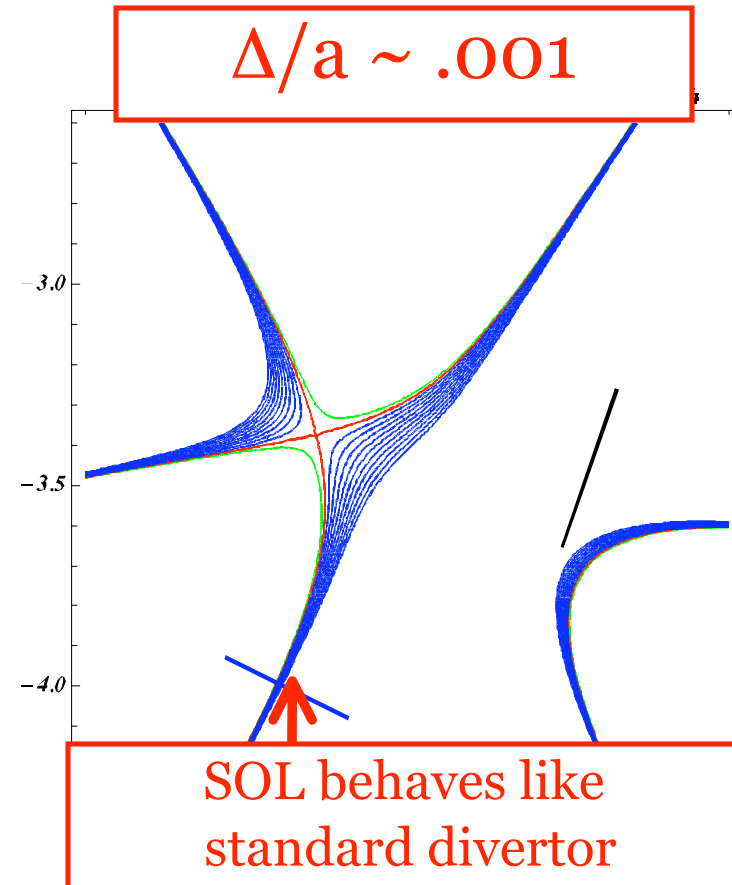 Δ/a ~ .001
-3.0
-3.5
-4.0
SOL behaves like
standard divertor